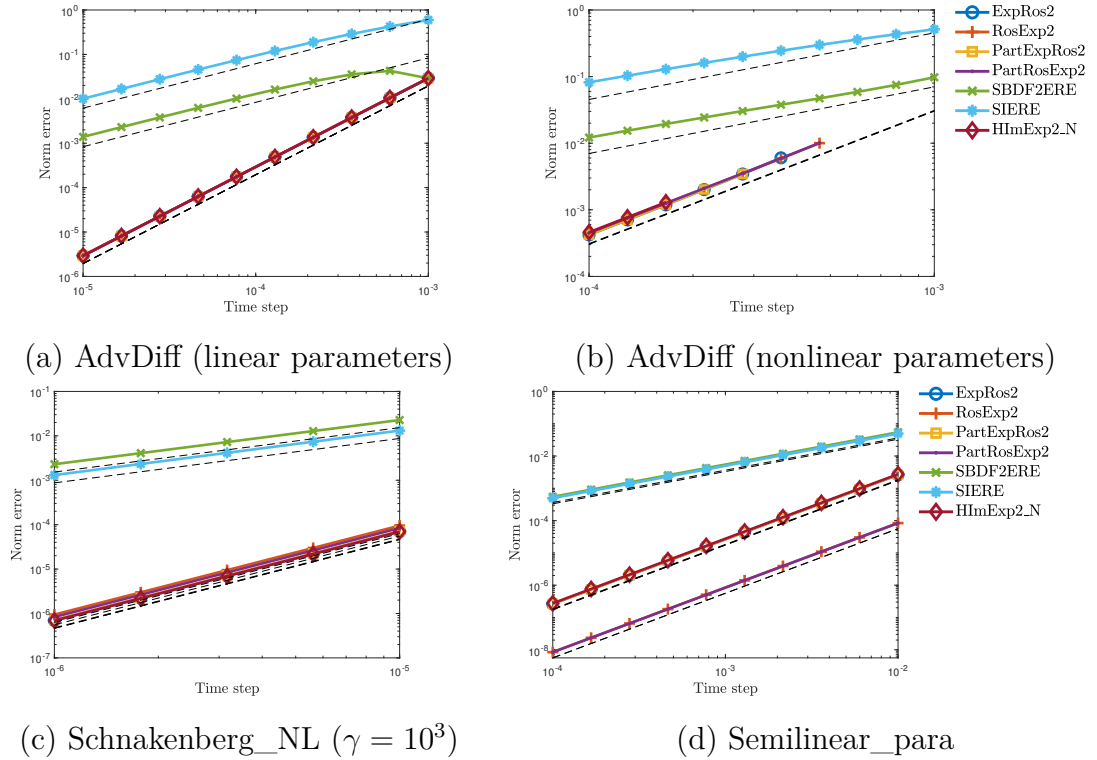 10^0
10^-1
10^-2
10^-3
10^-4
10^-5
10^-6
Norm error
10^-5
10^-4
10^-3
Time step
10^0
10^-1
10^-2
10^-3
10^-4
Norm error
10^-4
10^-3
Time step
ExpRos2
RosExp2
PartExpRos2
PartRosExp2
SBDF2ERE
SIERE
HImExp2_N
(a) AdvDiff (linear parameters)
(b) AdvDiff (nonlinear parameters)
10^-1
10^-2
10^-3
10^-4
10^-5
10^-6
10^-7
Norm error
10^-6
10^-5
Time step
10^0
10^-2
10^-4
10^-6
10^-8
Norm error
10^-4
10^-3
10^-2
Time step
ExpRos2
RosExp2
PartExpRos2
PartRosExp2
SBDF2ERE
SIERE
HImExp2_N
(c) Schnakenberg_NL (γ = 10^3)
(d) Semilinear_para